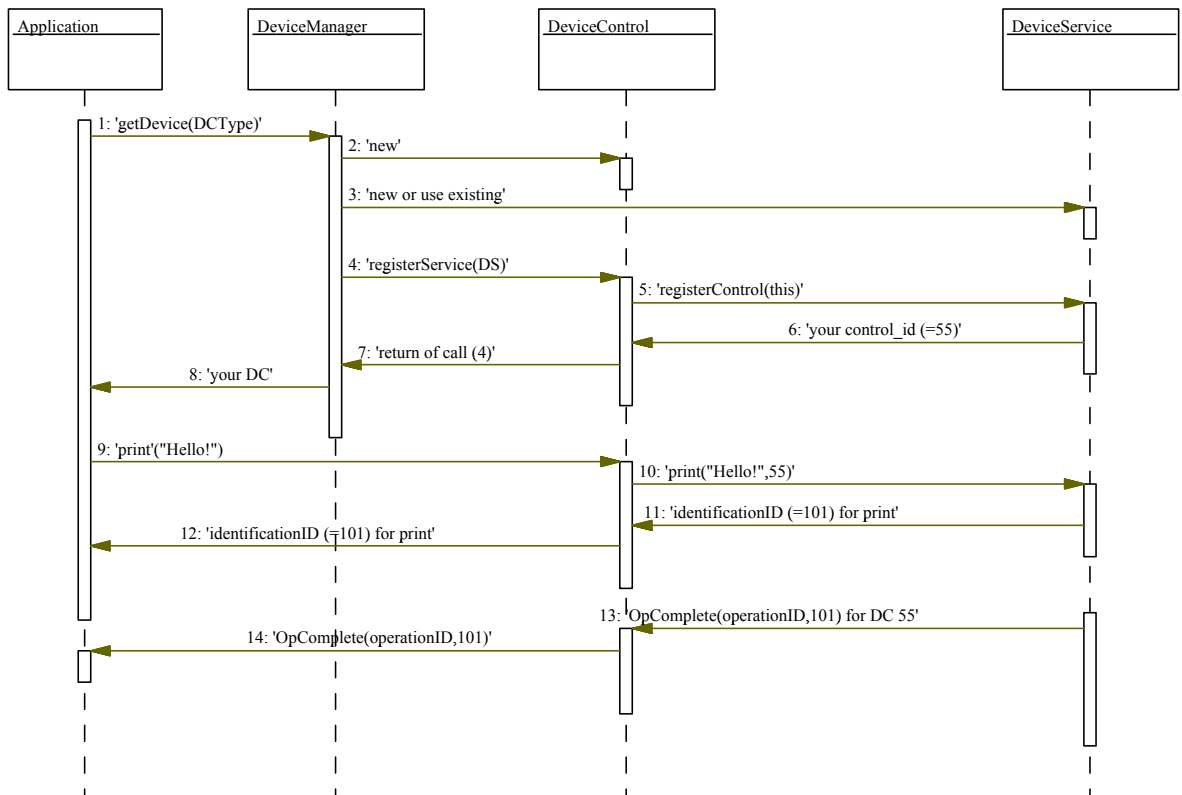 Application
DeviceManager
DeviceControl
DeviceService
1: 'getDevice(DCType)'
2: 'new'
3: 'new or use existing'
4: 'registerService(DS)'
5: 'registerControl(this)'
6: 'your control_id (=55)'
7: 'return of call (4)'
8: 'your DC'
9: 'print'("Hello!")
10: 'print("Hello!",55)'
11: 'identificationID (=101) for print'
12: 'identificationID (=101) for print'
13: 'OpComplete(operationID,101) for DC 55'
14: 'OpComplete(operationID,101)'